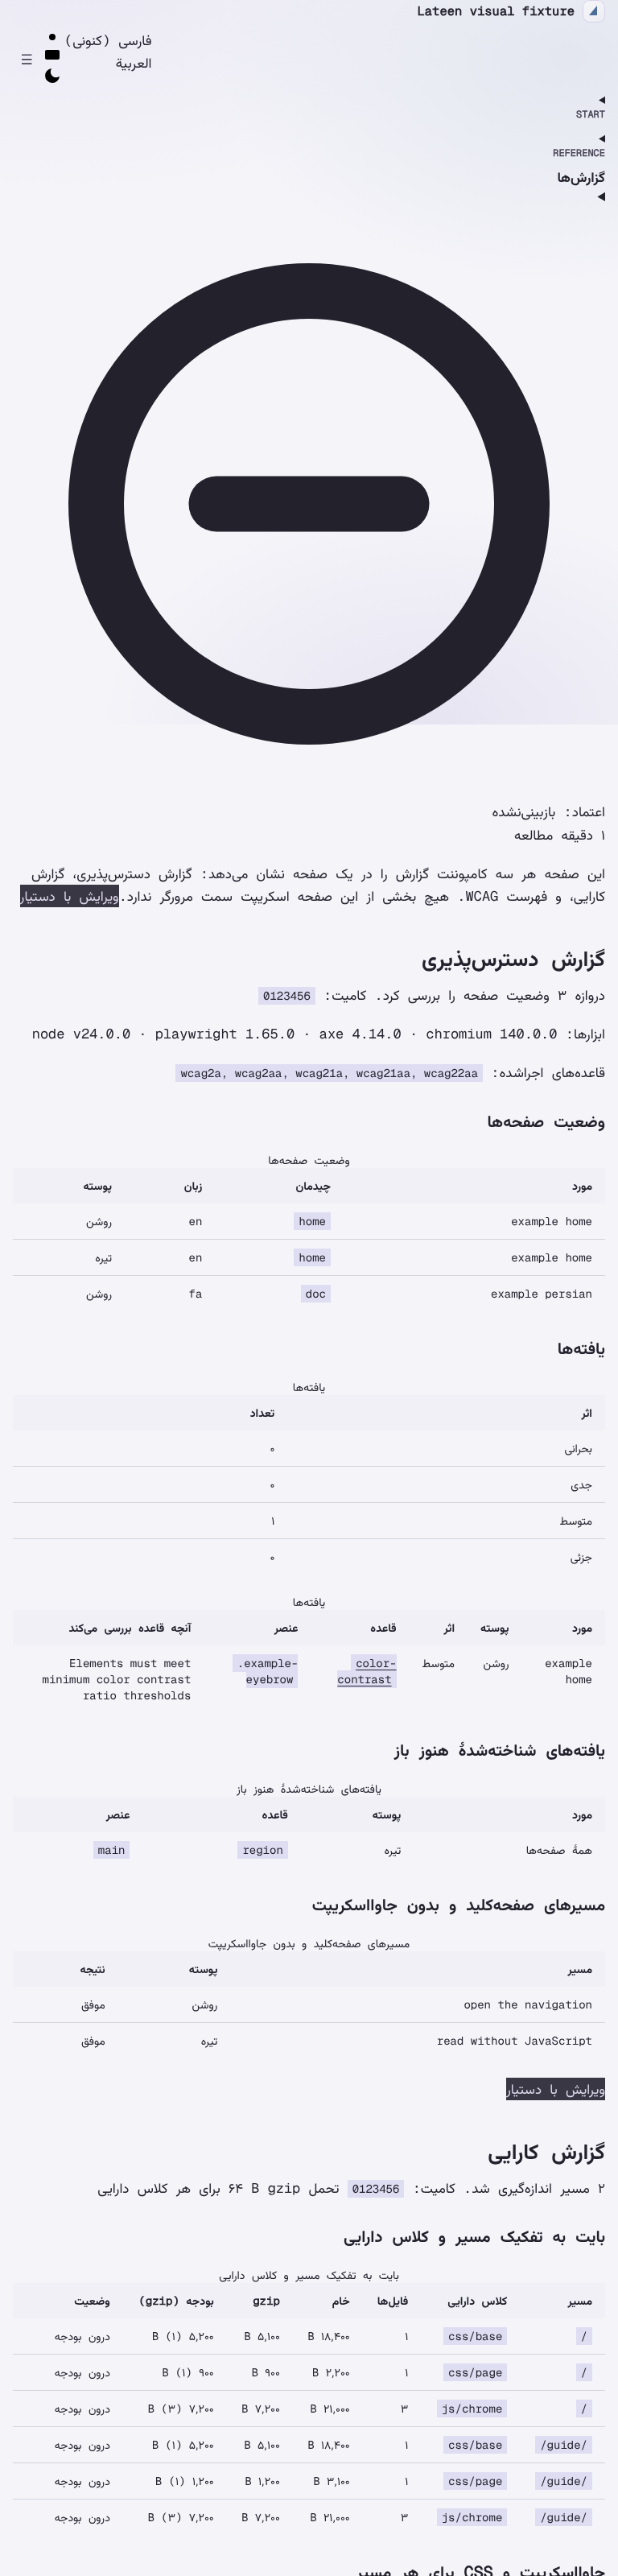 Lateen visual fixture
فارسی (کنونی)
العربية
START
REFERENCE
گزارش‌ها
اعتماد: بازبینی‌نشده
۱ دقیقه مطالعه
این صفحه هر سه کامپوننت گزارش را در یک صفحه نشان می‌دهد: گزارش دسترس‌پذیری، گزارش
کارایی، و فهرست WCAG. هیچ بخشی از این صفحه اسکریپت سمت مرورگر ندارد. ویرایش با دستیار
گزارش دسترس‌پذیری
دروازه ۳ وضعیت صفحه را بررسی کرد. کامیت: 0123456
ابزارها: node v24.0.0 · playwright 1.65.0 · axe 4.14.0 · chromium 140.0.0
قاعده‌های اجراشده: wcag2a, wcag2aa, wcag21a, wcag21aa, wcag22aa
وضعیت صفحه‌ها
وضعیت صفحه‌ها
مورد چیدمان زبان پوسته
example home home en روشن
example home home en تیره
example persian doc fa روشن
یافته‌ها
یافته‌ها
اثر تعداد
بحرانی ۰
جدی ۰
متوسط ۱
جزئی ۰
یافته‌ها
مورد پوسته اثر قاعده عنصر آنچه قاعده بررسی می‌کند
example روشن متوسط color- .example- Elements must meet
home contrast eyebrow minimum color contrast
ratio thresholds
یافته‌های شناخته‌شدهٔ هنوز باز
یافته‌های شناخته‌شدهٔ هنوز باز
مورد پوسته قاعده عنصر
همهٔ صفحه‌ها تیره region main
مسیرهای صفحه‌کلید و بدون جاوااسکریپت
مسیرهای صفحه‌کلید و بدون جاوااسکریپت
مسیر پوسته نتیجه
open the navigation روشن موفق
read without JavaScript تیره موفق
ویرایش با دستیار
گزارش کارایی
۲ مسیر اندازه‌گیری شد. کامیت: 0123456 تحمل ۶۴ B gzip برای هر کلاس دارایی
بایت به تفکیک مسیر و کلاس دارایی
بایت به تفکیک مسیر و کلاس دارایی
مسیر کلاس دارایی فایل‌ها خام gzip بودجه (gzip) وضعیت
/ css/base ۱ ۱۸٬۴۰۰ B ۵٬۱۰۰ B ۵٬۲۰۰ B (۱) درون بودجه
/ css/page ۱ ۲٬۲۰۰ B ۹۰۰ B ۹۰۰ B (۱) درون بودجه
/ js/chrome ۳ ۲۱٬۰۰۰ B ۷٬۲۰۰ B ۷٬۲۰۰ B (۳) درون بودجه
/guide/ css/base ۱ ۱۸٬۴۰۰ B ۵٬۱۰۰ B ۵٬۲۰۰ B (۱) درون بودجه
/guide/ css/page ۱ ۳٬۱۰۰ B ۱٬۲۰۰ B ۱٬۲۰۰ B (۱) درون بودجه
/guide/ js/chrome ۳ ۲۱٬۰۰۰ B ۷٬۲۰۰ B ۷٬۲۰۰ B (۳) درون بودجه
جاوااسکریپت و CSS برای هر مسیر